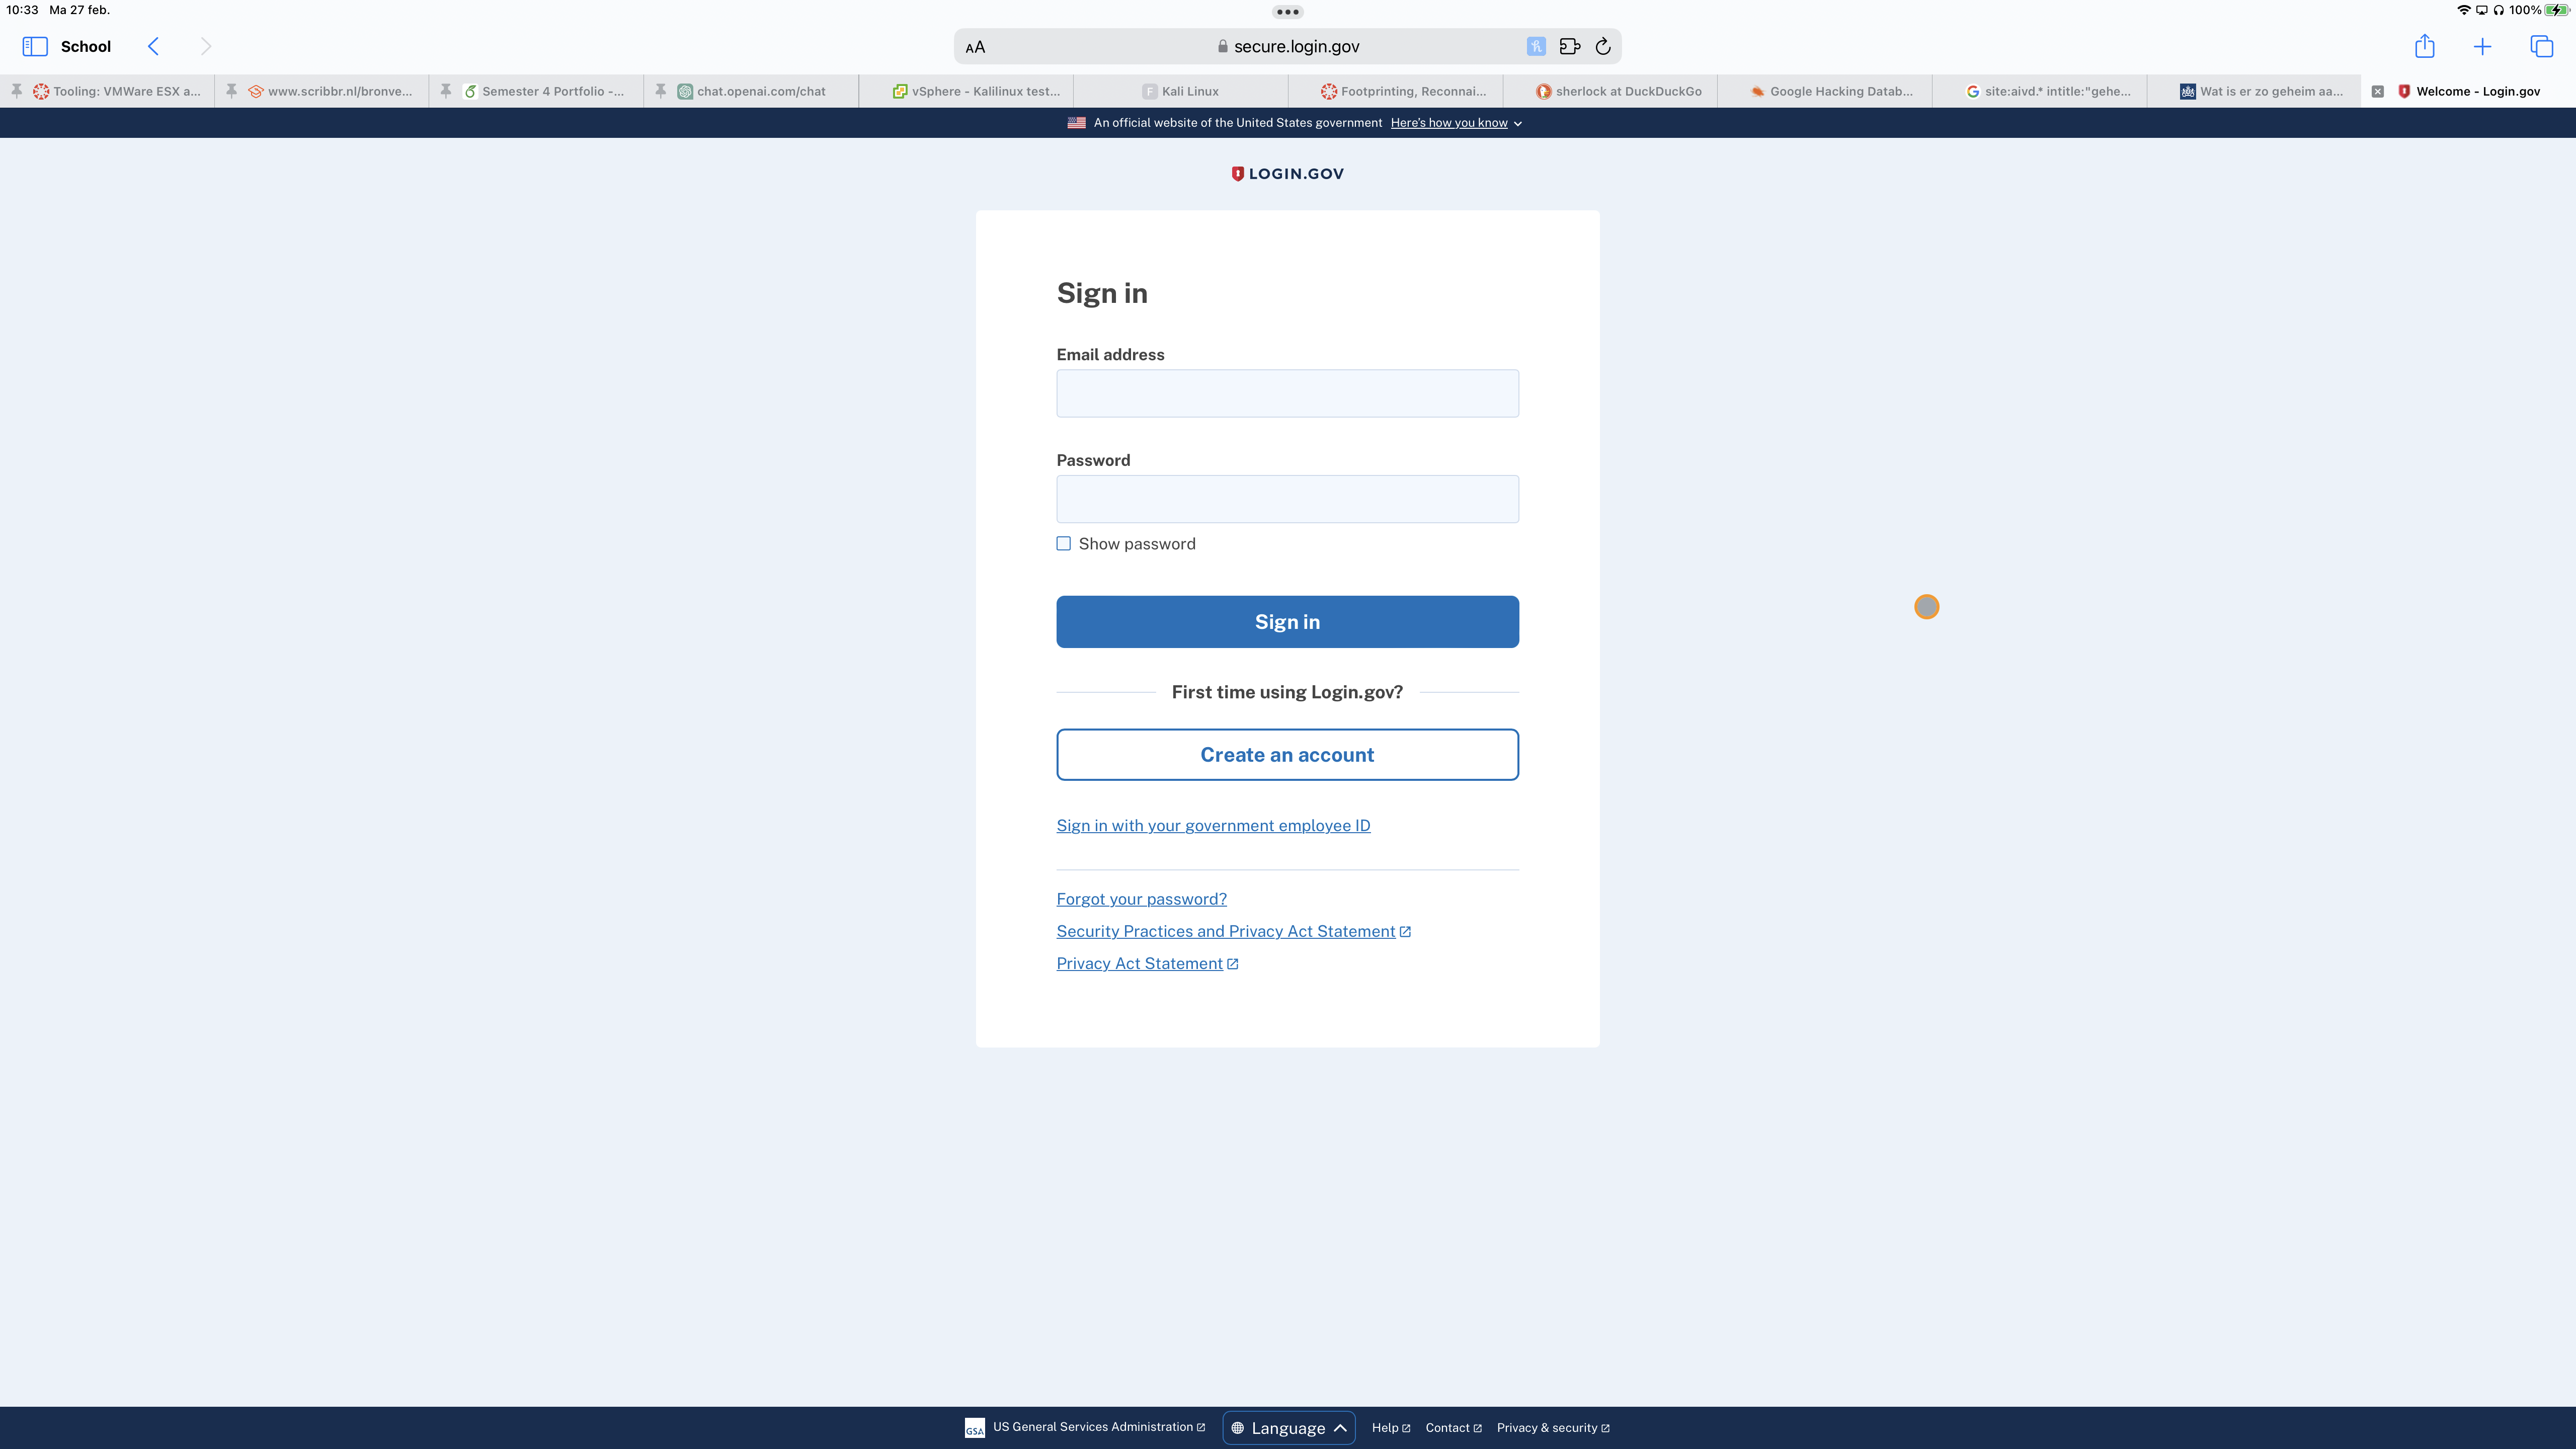 10:33 Ma 27 feb.
100%
School
AA
secure.login.gov
Tooling: VMWare ESX a...
www.scribbr.nl/bronve...
Semester 4 Portfolio -...
chat.openai.com/chat
vSphere - Kalilinux test...
F Kali Linux
Footprinting, Reconnai...
sherlock at DuckDuckGo
Google Hacking Datab...
site:aivd.* intitle:"gehe...
Wat is er zo geheim aa...
Welcome - Login.gov
An official website of the United States government Here's how you know
LOGIN.GOV
Sign in
Email address
Password
Show password
Sign in
First time using Login.gov?
Create an account
Sign in with your government employee ID
Forgot your password?
Security Practices and Privacy Act Statement
Privacy Act Statement
GSA US General Services Administration
Language
Help
Contact
Privacy & security